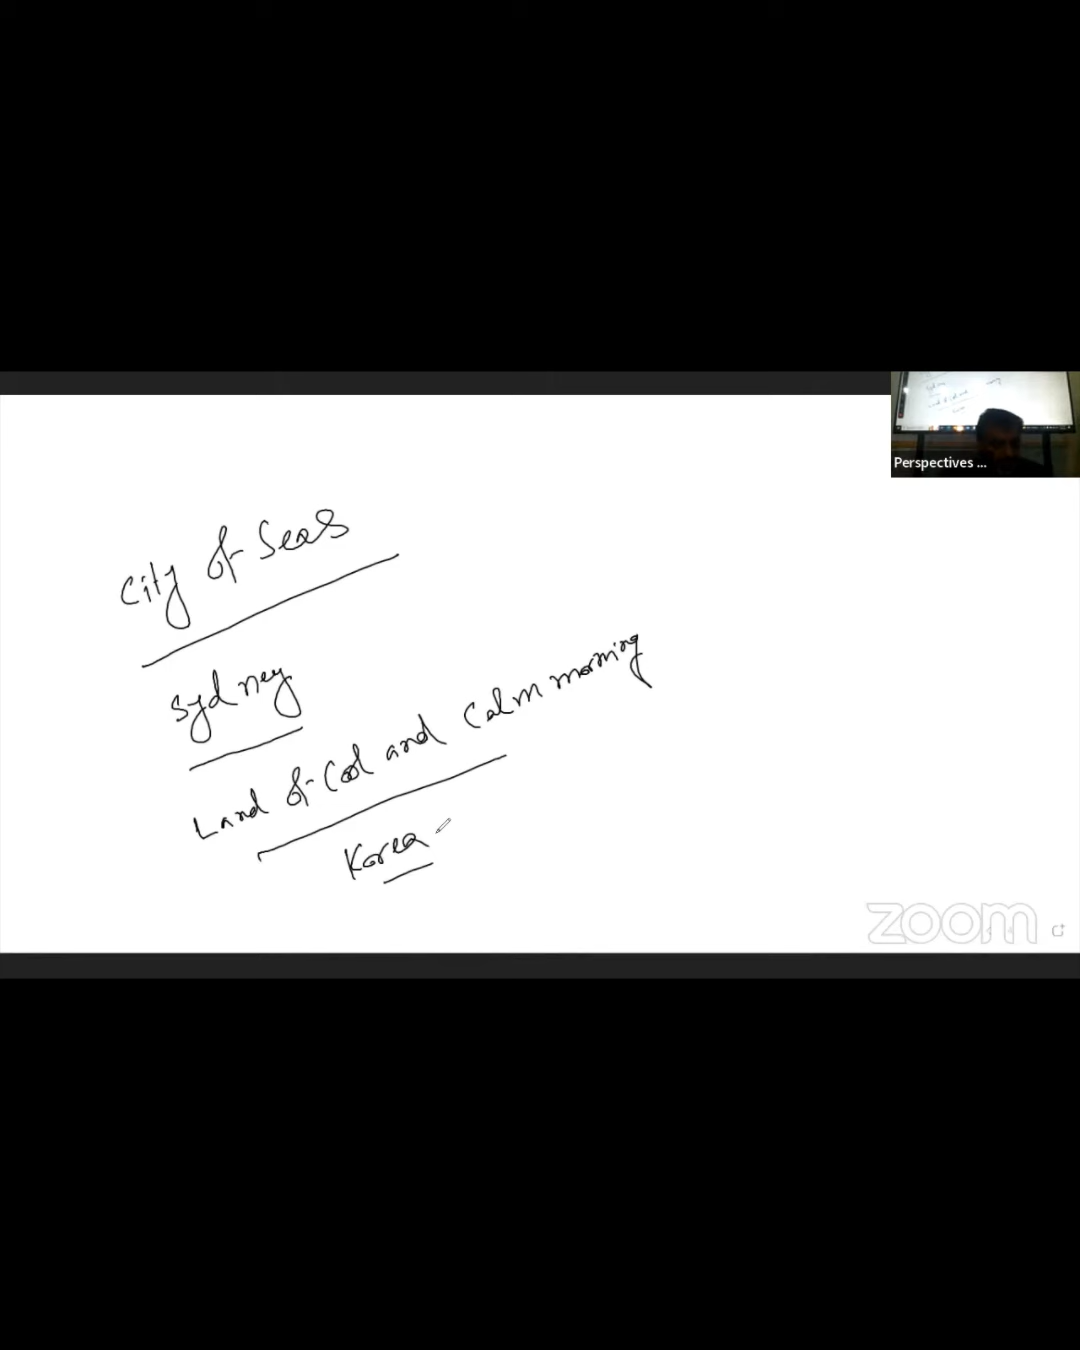 Perspectives ...
City of Seas
Sydney
Land of Cool and Calm morning
Korea
zoom